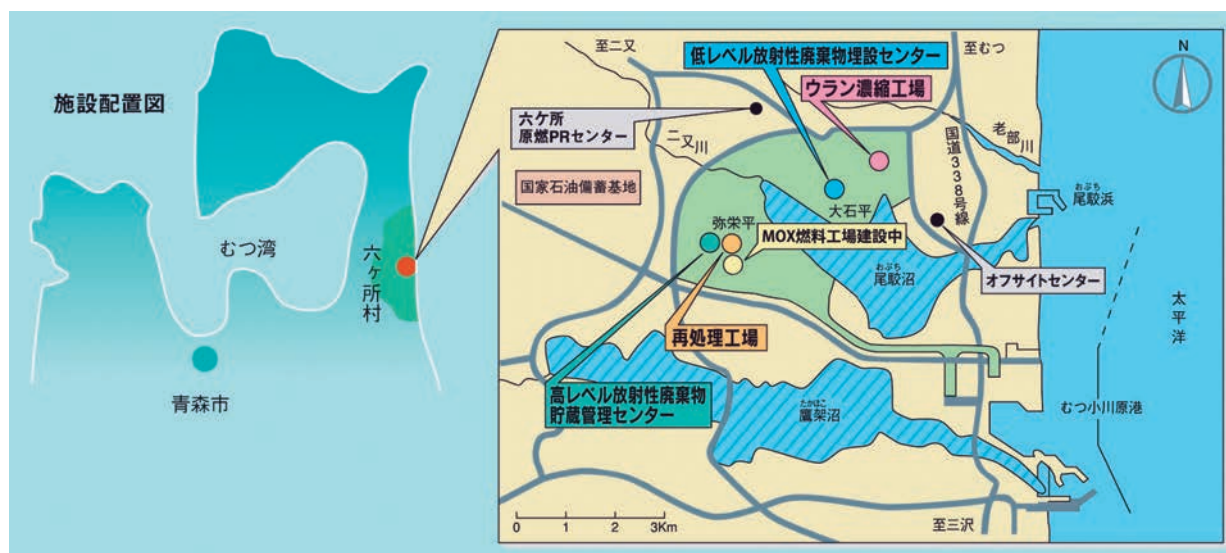 施設配置図
むつ湾
六ヶ所村
青森市
至二又
低レベル放射性廃棄物埋設センター
至むつ
N
ウラン濃縮工場
六ケ所
原燃PRセンター
二又川
国道338号線
老部川
国家石油備蓄基地
おぶち
尾駮浜
大石平
弥栄平
MOX燃料工場建設中
おぶち
尾駮沼
オフサイトセンター
太平洋
再処理工場
高レベル放射性廃棄物
貯蔵管理センター
たかほこ
鷹架沼
むつ小川原港
0 1 2 3Km
至三沢